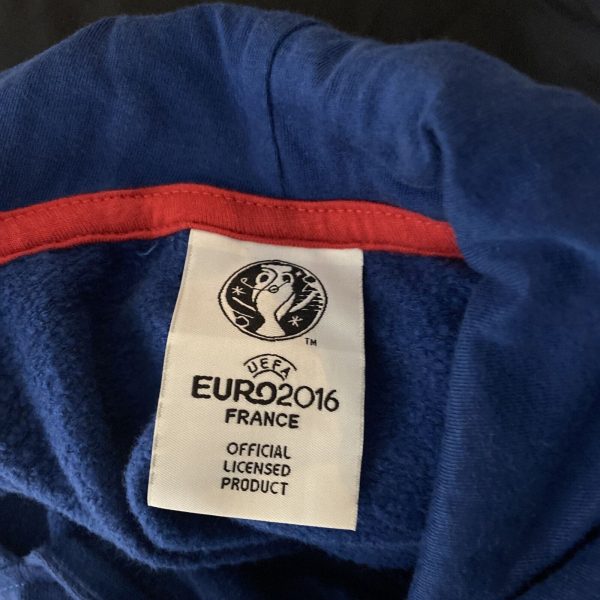 TM
UEFA
EURO2016
FRANCE
OFFICIAL
LICENSED
PRODUCT